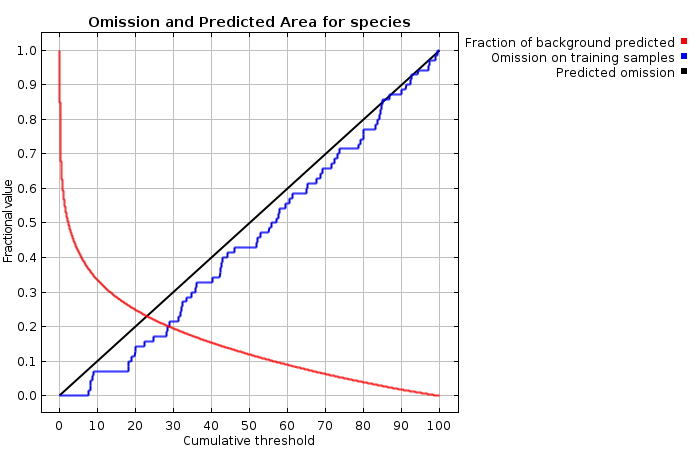 Omission and Predicted Area for species
Fraction of background predicted
Omission on training samples
Predicted omission
Fractional value
1.0
0.9
0.8
0.7
0.6
0.5
0.4
0.3
0.2
0.1
0.0
0 10 20 30 40 50 60 70 80 90 100
Cumulative threshold